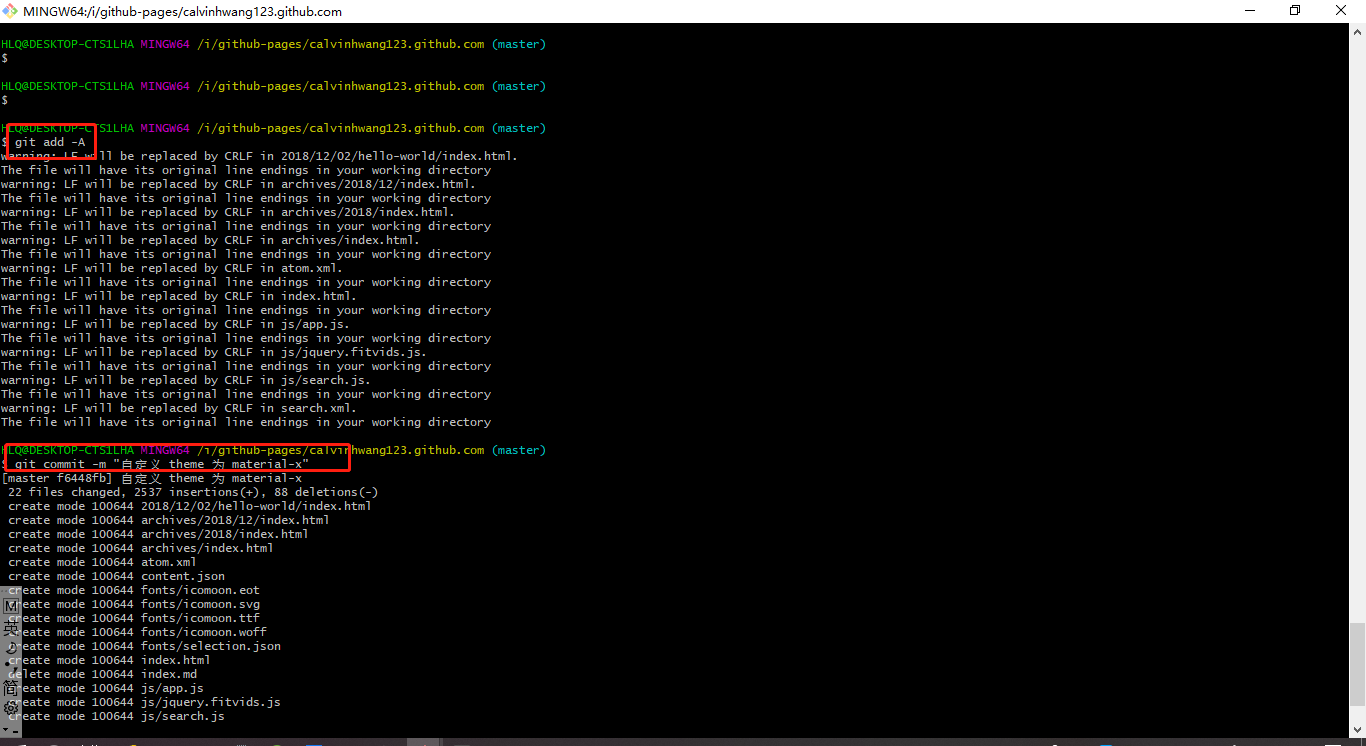 MINGW64:/i/github-pages/calvinhwang123.github.com
HLQ@DESKTOP-CTS1LHA MINGW64 /i/github-pages/calvinhwang123.github.com (master)
$
HLQ@DESKTOP-CTS1LHA MINGW64 /i/github-pages/calvinhwang123.github.com (master)
$
HLQ@DESKTOP-CTS1LHA MINGW64 /i/github-pages/calvinhwang123.github.com (master)
$ git add -A
warning: LF will be replaced by CRLF in 2018/12/02/hello-world/index.html.
The file will have its original line endings in your working directory
warning: LF will be replaced by CRLF in archives/2018/12/index.html.
The file will have its original line endings in your working directory
warning: LF will be replaced by CRLF in archives/2018/index.html.
The file will have its original line endings in your working directory
warning: LF will be replaced by CRLF in archives/index.html.
The file will have its original line endings in your working directory
warning: LF will be replaced by CRLF in atom.xml.
The file will have its original line endings in your working directory
warning: LF will be replaced by CRLF in index.html.
The file will have its original line endings in your working directory
warning: LF will be replaced by CRLF in js/app.js.
The file will have its original line endings in your working directory
warning: LF will be replaced by CRLF in js/jquery.fitvids.js.
The file will have its original line endings in your working directory
warning: LF will be replaced by CRLF in js/search.js.
The file will have its original line endings in your working directory
warning: LF will be replaced by CRLF in search.xml.
The file will have its original line endings in your working directory
HLQ@DESKTOP-CTS1LHA MINGW64 /i/github-pages/calvinhwang123.github.com (master)
$ git commit -m "自定义 theme 为 material-x"
[master f6448fb] 自定义 theme 为 material-x
22 files changed, 2537 insertions(+), 88 deletions(-)
create mode 100644 2018/12/02/hello-world/index.html
create mode 100644 archives/2018/12/index.html
create mode 100644 archives/2018/index.html
create mode 100644 archives/index.html
create mode 100644 atom.xml
create mode 100644 content.json
create mode 100644 fonts/icomoon.eot
create mode 100644 fonts/icomoon.svg
create mode 100644 fonts/icomoon.ttf
create mode 100644 fonts/icomoon.woff
create mode 100644 fonts/selection.json
create mode 100644 index.html
delete mode 100644 index.md
create mode 100644 js/app.js
create mode 100644 js/jquery.fitvids.js
create mode 100644 js/search.js
M
英
简